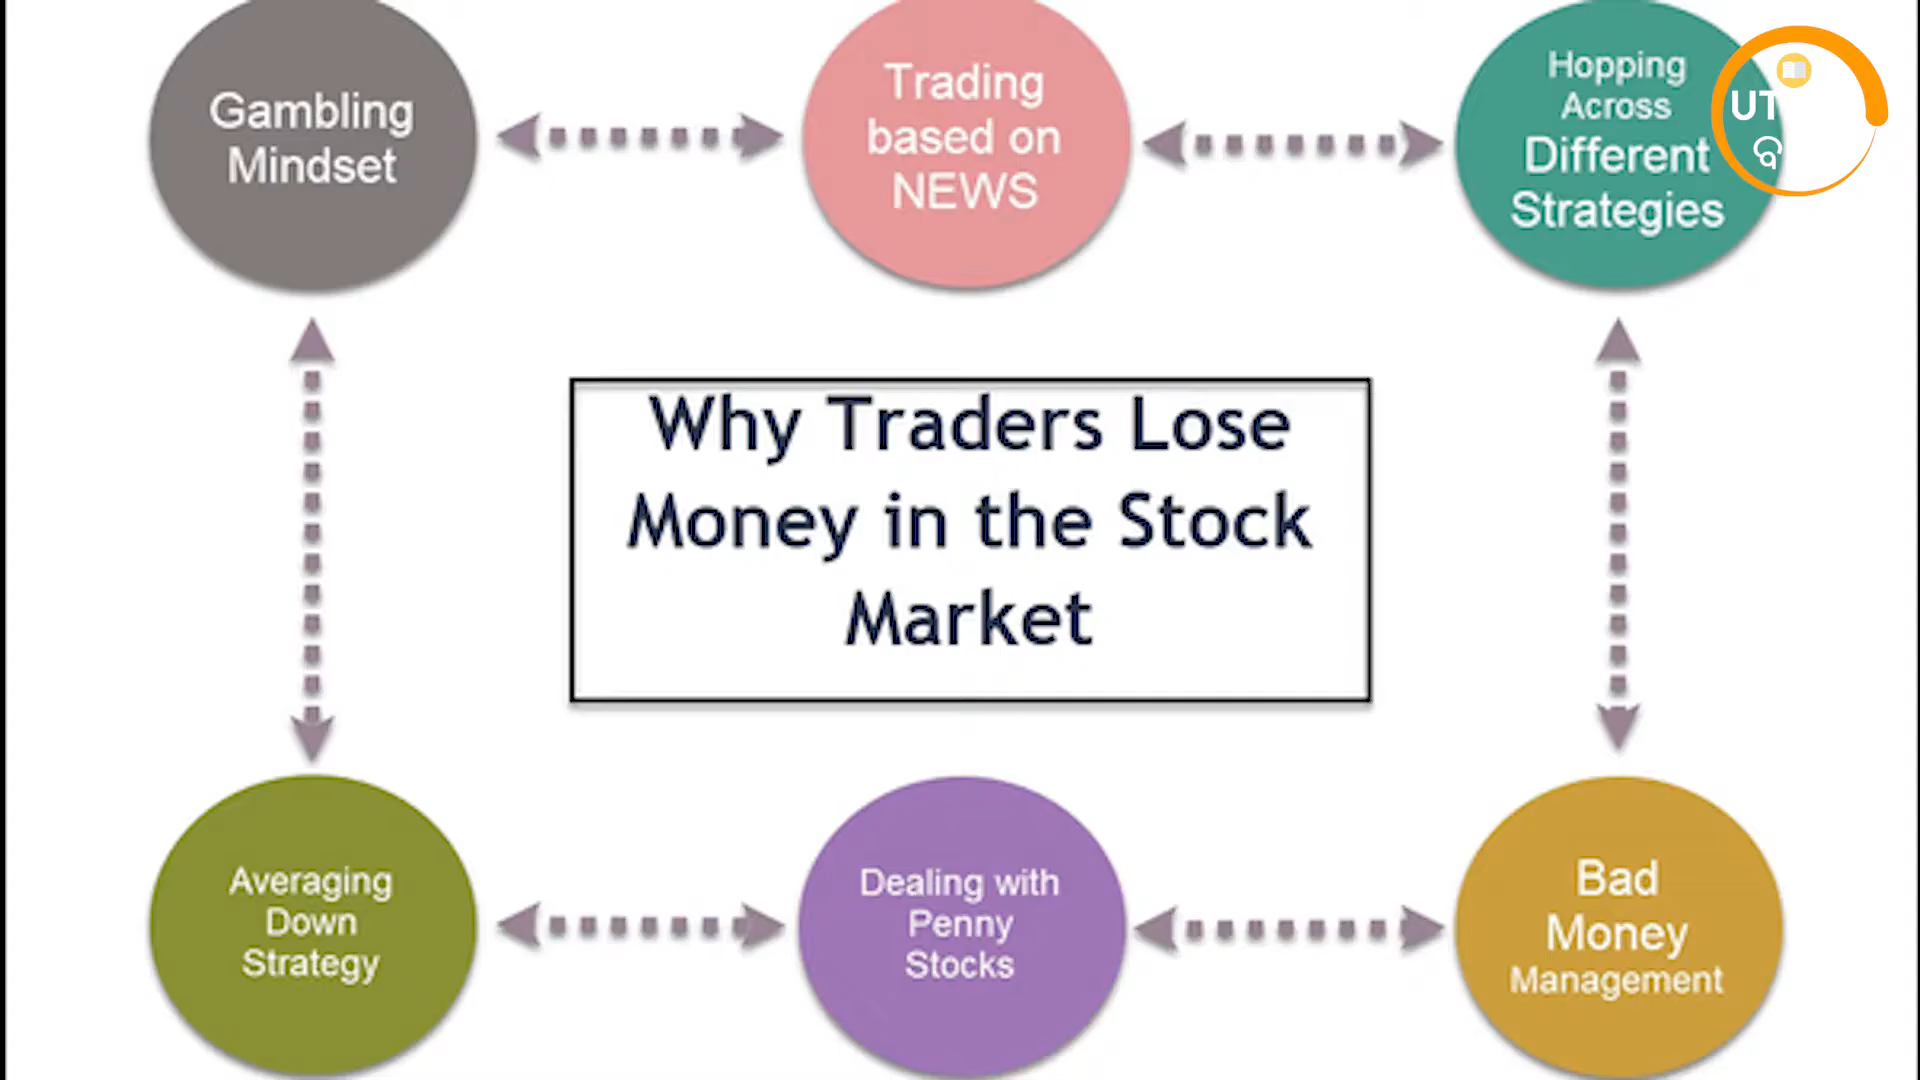 Gambling
Mindset
Trading
based on
NEWS
Hopping
Across
Different
Strategies
UT
ବ
Why Traders Lose
Money in the Stock
Market
Averaging
Down
Strategy
Dealing with
Penny
Stocks
Bad
Money
Management